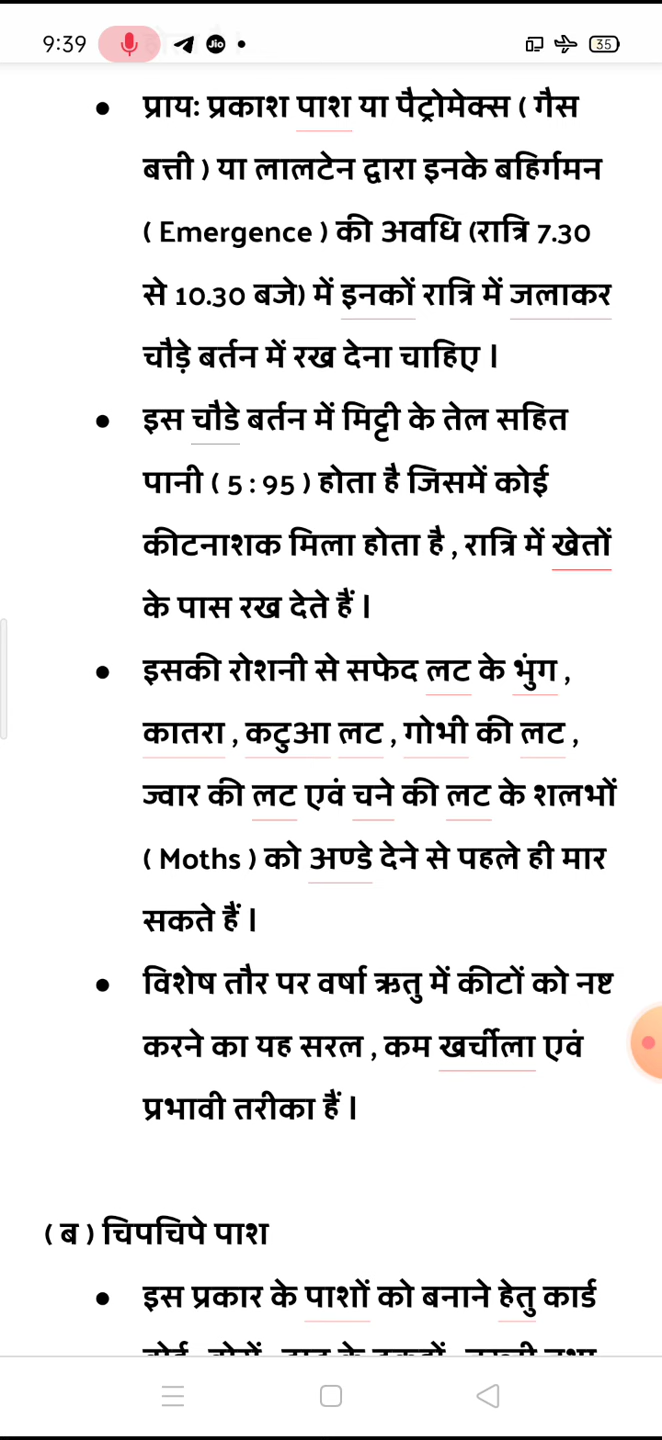 9:39
Jio
35
• प्रायः प्रकाश पाश या पैट्रोमेक्स ( गैस
बत्ती ) या लालटेन द्वारा इनके बहिर्गमन
( Emergence ) की अवधि (रात्रि 7.30
से 10.30 बजे) में इनकों रात्रि में जलाकर
चौड़े बर्तन में रख देना चाहिए ।
• इस चौडे बर्तन में मिट्टी के तेल सहित
पानी ( 5 : 95 ) होता है जिसमें कोई
कीटनाशक मिला होता है , रात्रि में खेतों
के पास रख देते हैं ।
• इसकी रोशनी से सफेद लट के भुंग ,
कातरा , कटुआ लट , गोभी की लट ,
ज्वार की लट एवं चने की लट के शलभों
( Moths ) को अण्डे देने से पहले ही मार
सकते हैं ।
• विशेष तौर पर वर्षा ऋतु में कीटों को नष्ट
करने का यह सरल , कम खर्चीला एवं
प्रभावी तरीका हैं ।
( ब ) चिपचिपे पाश
• इस प्रकार के पाशों को बनाने हेतु कार्ड